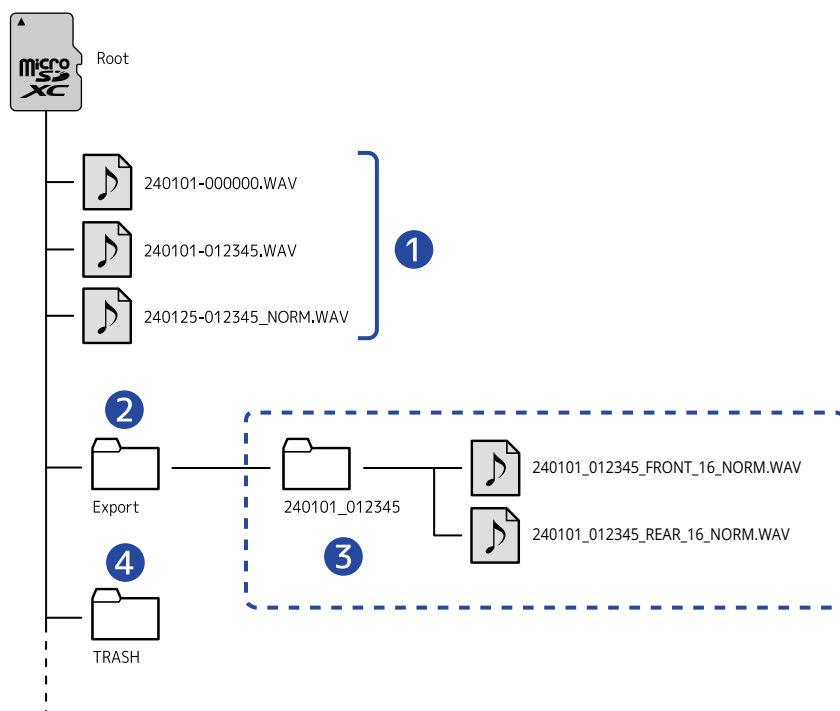 micro
SD
XC
Root
240101-000000.WAV
240101-012345.WAV
1
240125-012345_NORM.WAV
2
Export
240101_012345
240101_012345_FRONT_16_NORM.WAV
240101_012345_REAR_16_NORM.WAV
3
4
TRASH